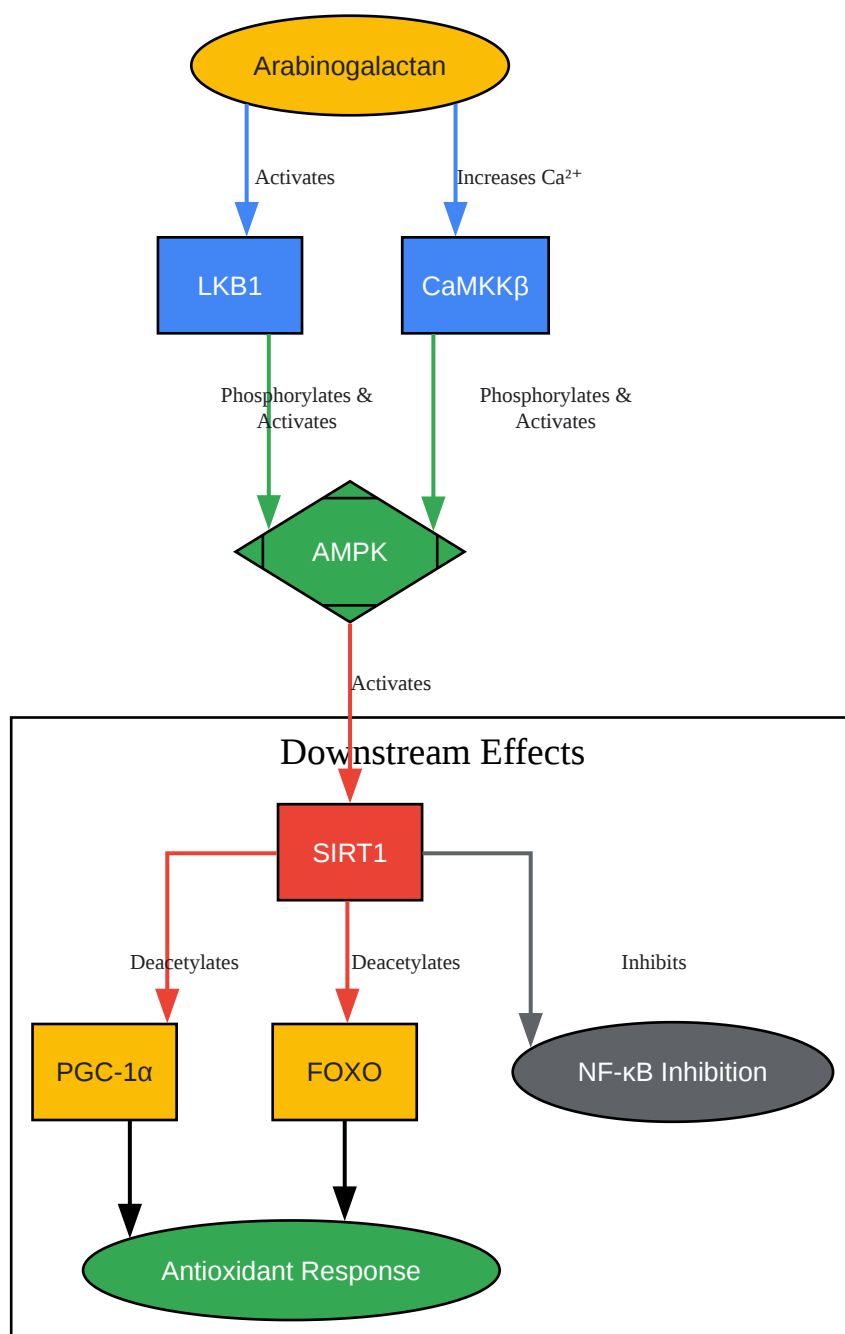 Arabinogalactan
Activates
Increases Ca²⁺
LKB1
CaMKKβ
Phosphorylates &
Activates
Phosphorylates &
Activates
AMPK
Activates
Downstream Effects
SIRT1
Deacetylates
Deacetylates
Inhibits
PGC-1α
FOXO
NF-κB Inhibition
Antioxidant Response